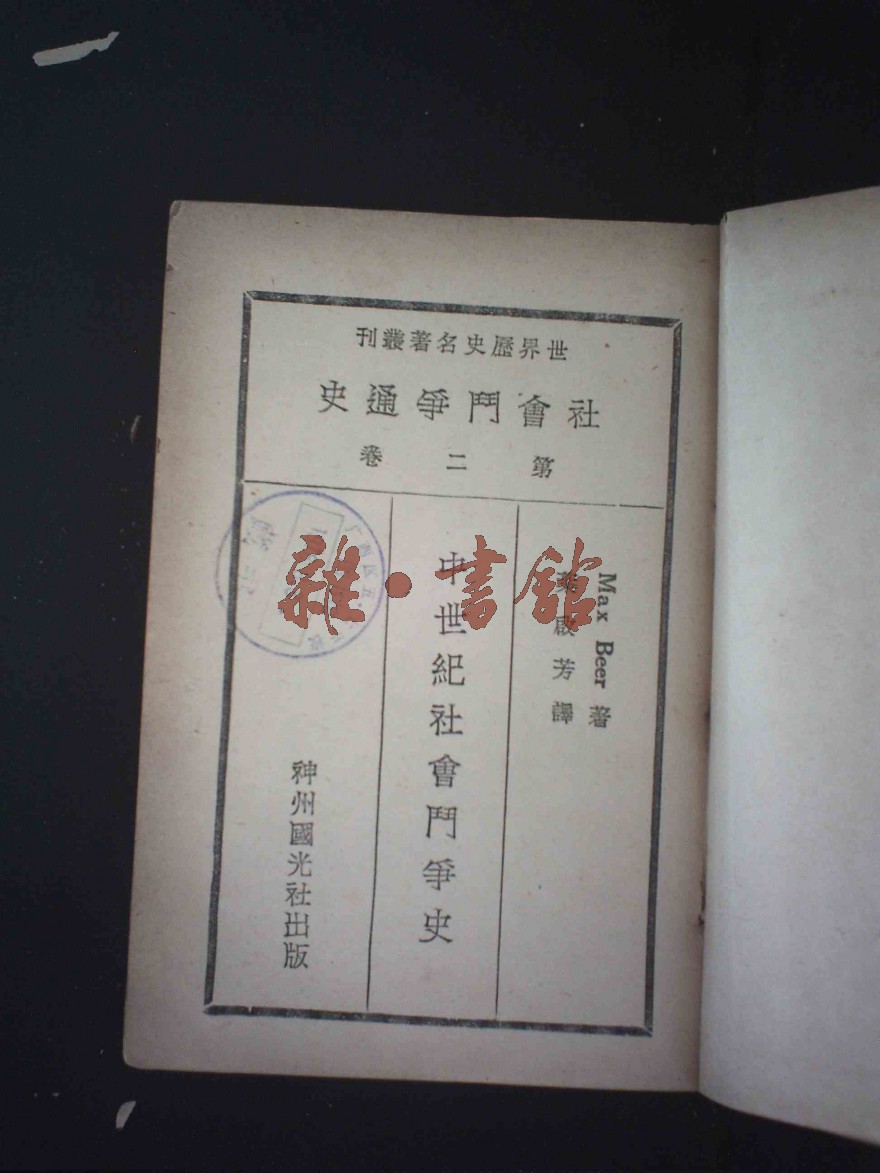 世界歷史名著叢刊
社會鬥爭通史
第二卷
Max Beer 著
葉啟芳譯
中世紀社會鬥爭史
神州國光社出版
雜·書館